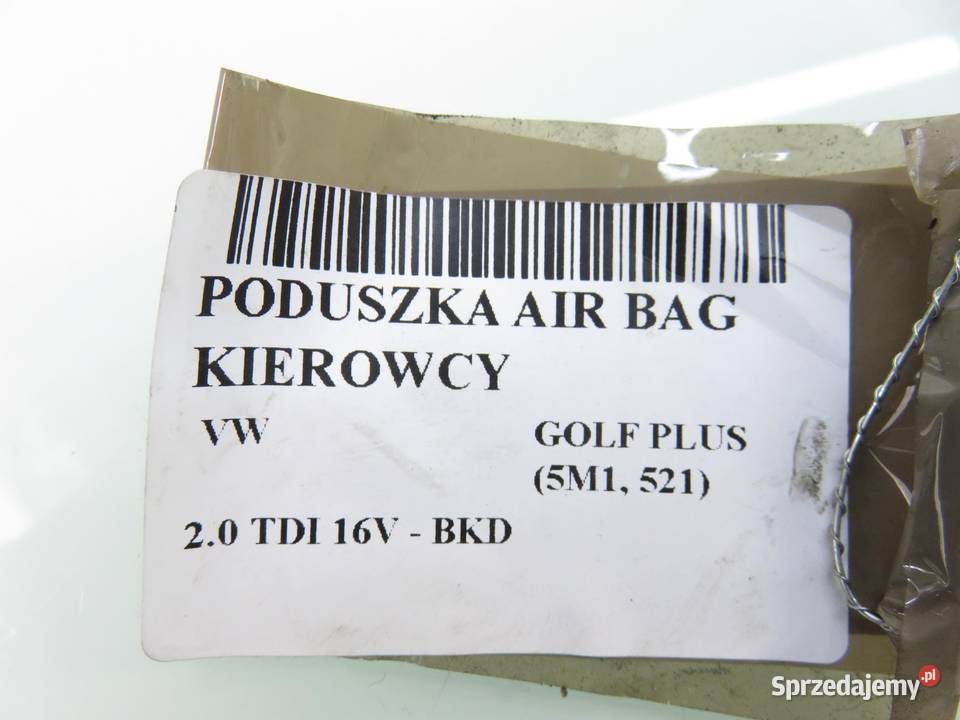 PODUSZKA AIR BAG
KIEROWCY
VW GOLF PLUS
(5M1, 521)
2.0 TDI 16V - BKD
Sprzedajemy.pl